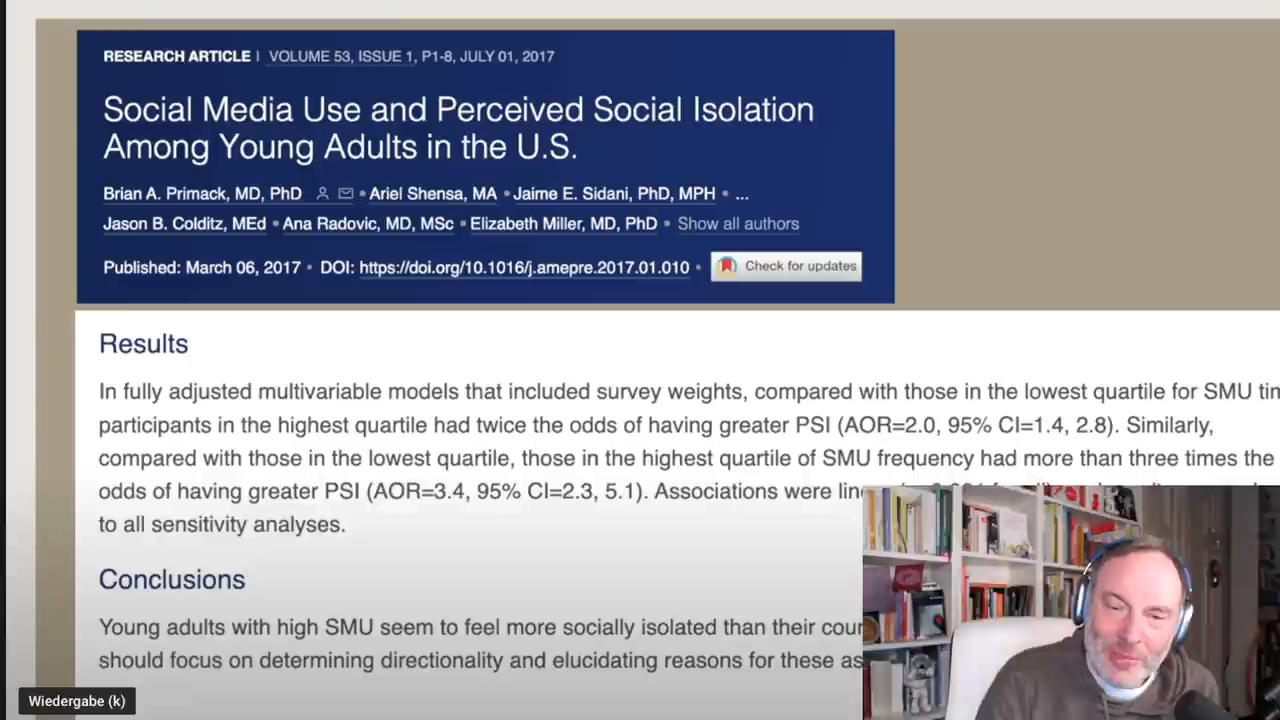 RESEARCH ARTICLE | VOLUME 53, ISSUE 1, P1-8, JULY 01, 2017
Social Media Use and Perceived Social Isolation
Among Young Adults in the U.S.
Brian A. Primack, MD, PhD • Ariel Shensa, MA • Jaime E. Sidani, PhD, MPH • ...
Jason B. Colditz, MEd • Ana Radovic, MD, MSc • Elizabeth Miller, MD, PhD • Show all authors
Published: March 06, 2017 • DOI: https://doi.org/10.1016/j.amepre.2017.01.010 • Check for updates
Results
In fully adjusted multivariable models that included survey weights, compared with those in the lowest quartile for SMU
participants in the highest quartile had twice the odds of having greater PSI (AOR=2.0, 95% CI=1.4, 2.8). Similarly,
compared with those in the lowest quartile, those in the highest quartile of SMU frequency had more than three times the
odds of having greater PSI (AOR=3.4, 95% CI=2.3, 5.1). Associations were
to all sensitivity analyses.
Conclusions
Young adults with high SMU seem to feel more socially isolated than their
should focus on determining directionality and elucidating reasons for these
Wiedergabe (k)